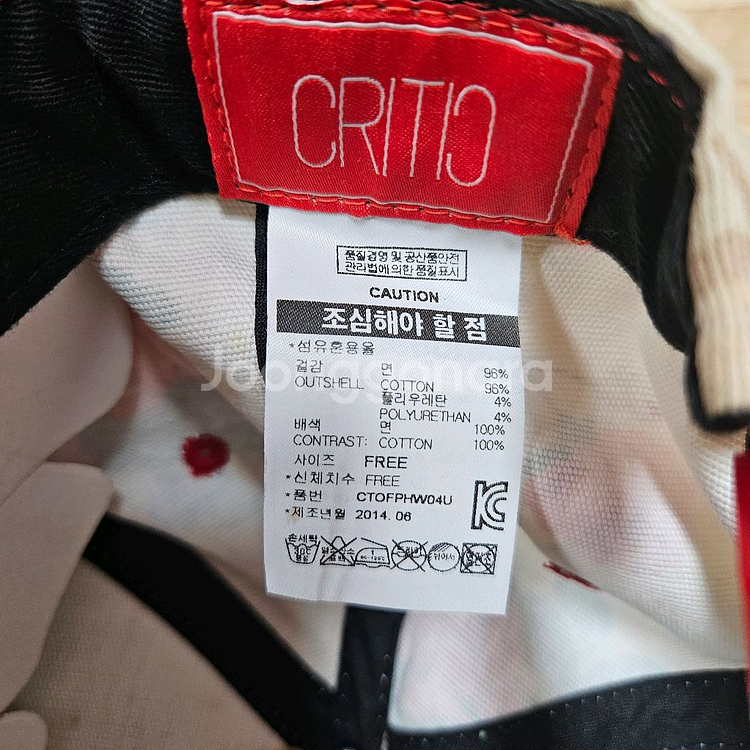 CRITIC
품질경영 및 공산품안전
관리법에 의한 품질표시
CAUTION
조심해야 할 점
*섬유혼용율
겉감 면 96%
OUTSHELL COTTON 96%
폴리우레탄 4%
POLYURETHAN 4%
배색 면 100%
CONTRAST: COTTON 100%
사이즈 FREE
*신체치수 FREE
*품번 CTOFPHW04U
*제조년월 2014. 06
손세탁
Joonggonara